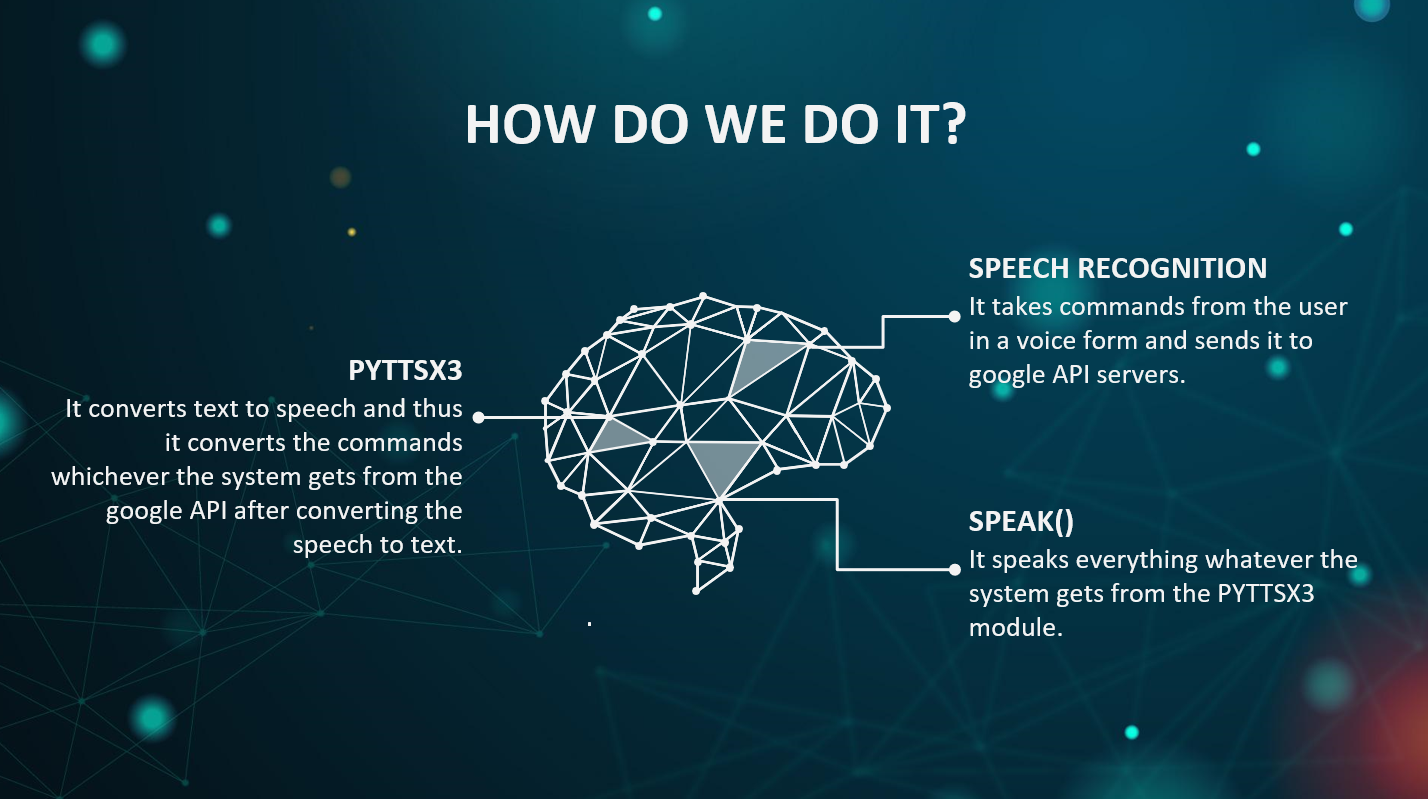 HOW DO WE DO IT?
PYTTSX3
It converts text to speech and thus
it converts the commands
whichever the system gets from the
google API after converting the
speech to text.
SPEECH RECOGNITION
It takes commands from the user
in a voice form and sends it to
google API servers.
SPEAK()
It speaks everything whatever the
system gets from the PYTTSX3
module.
.